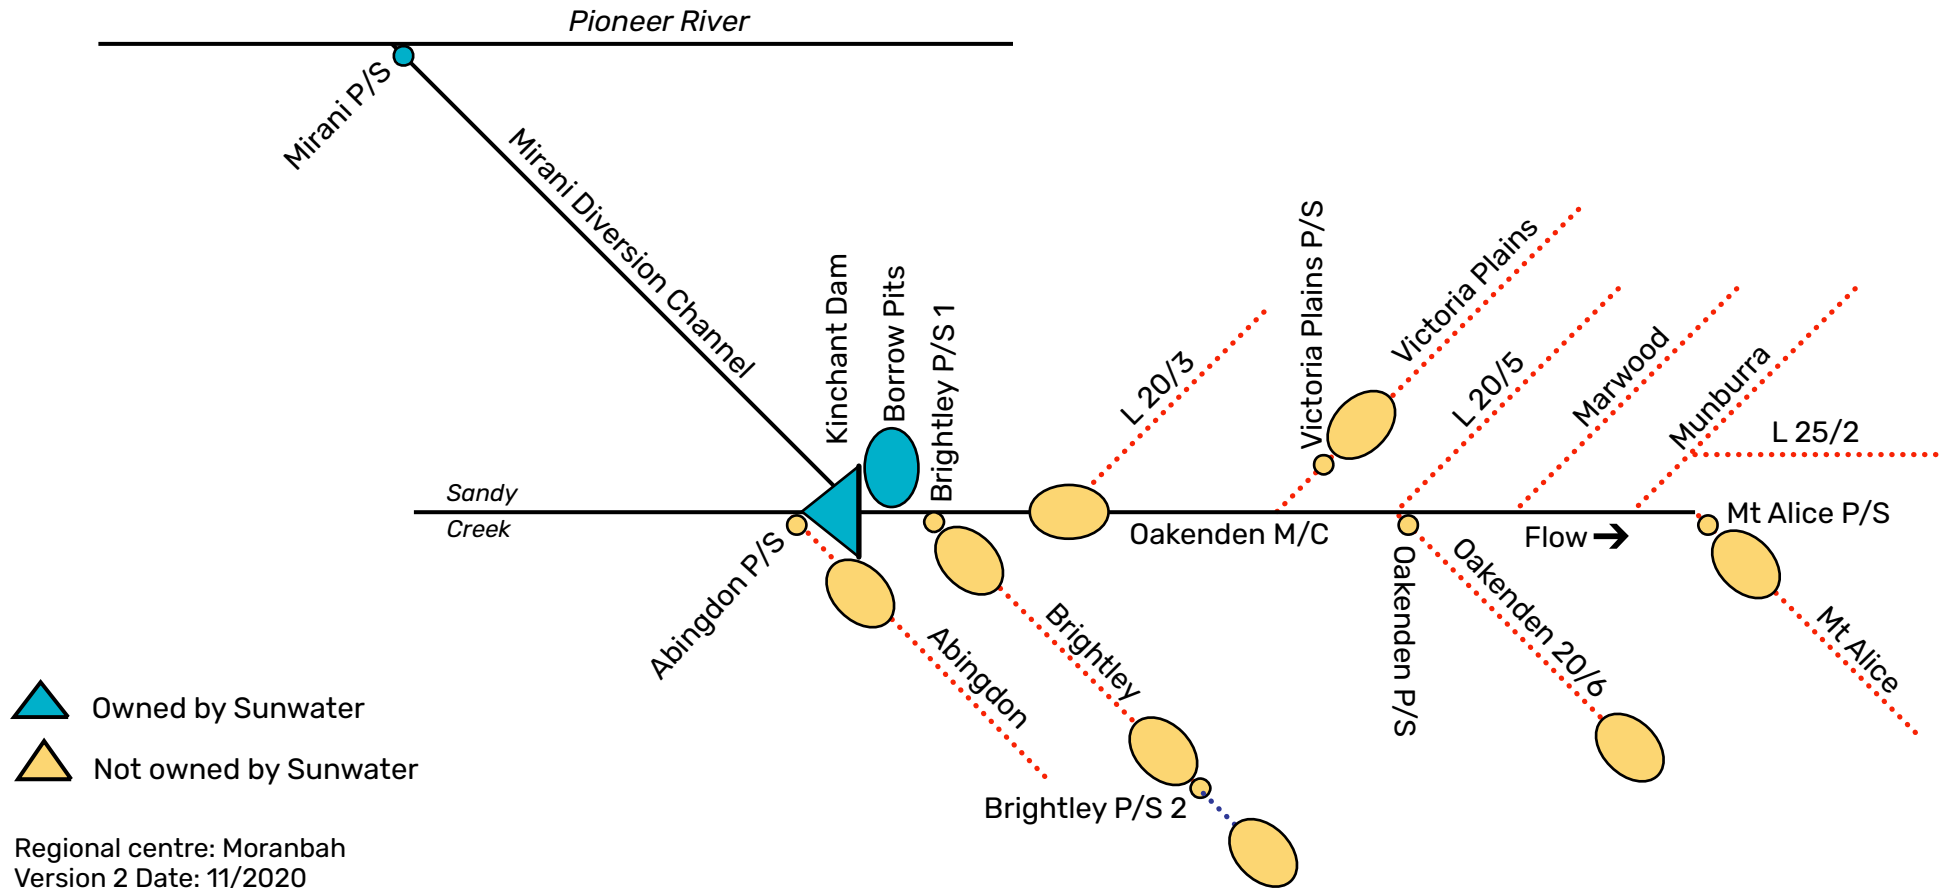 Pioneer River
Mirani P/S
Mirani Diversion Channel
Kinchant Dam
Borrow Pits
Brightley P/S 1
L 20/3
Victoria Plains P/S
Victoria Plains
L 20/5
Marwood
Munburra
L 25/2
Sandy
Creek
Oakenden M/C
Flow
Mt Alice P/S
Abingdon P/S
Abingdon
Brightley
Brightley P/S 2
Oakenden P/S
Oakenden 20/6
Mt Alice
Owned by Sunwater
Not owned by Sunwater
Regional centre: Moranbah
Version 2 Date: 11/2020